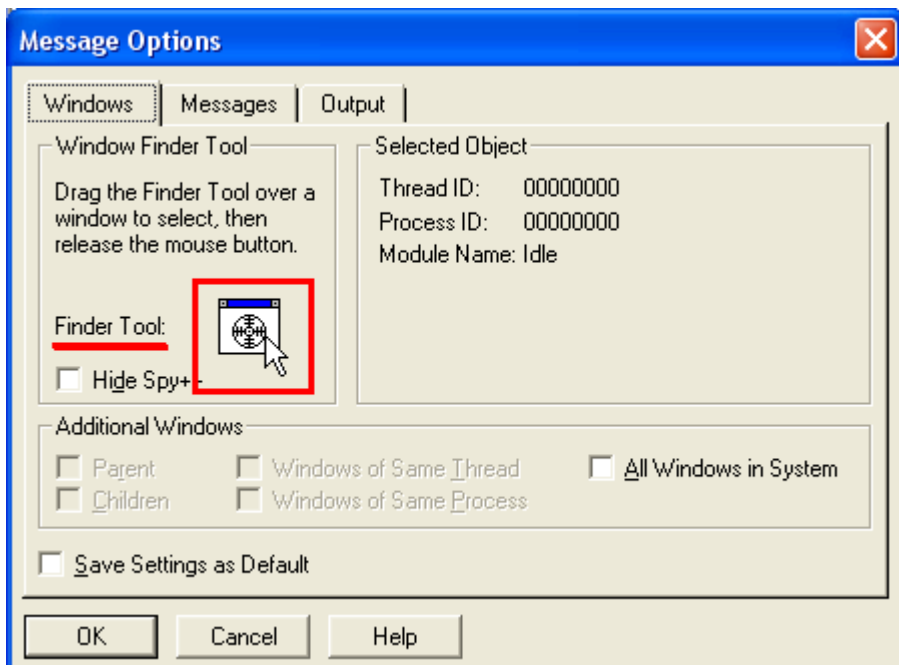 Message Options
Windows
Messages
Output
Window Finder Tool
Drag the Finder Tool over a
window to select, then
release the mouse button.
Finder Tool:
Hide Spy++
Selected Object
Thread ID: 00000000
Process ID: 00000000
Module Name: Idle
Additional Windows
Parent
Windows of Same Thread
All Windows in System
Children
Windows of Same Process
Save Settings as Default
OK
Cancel
Help